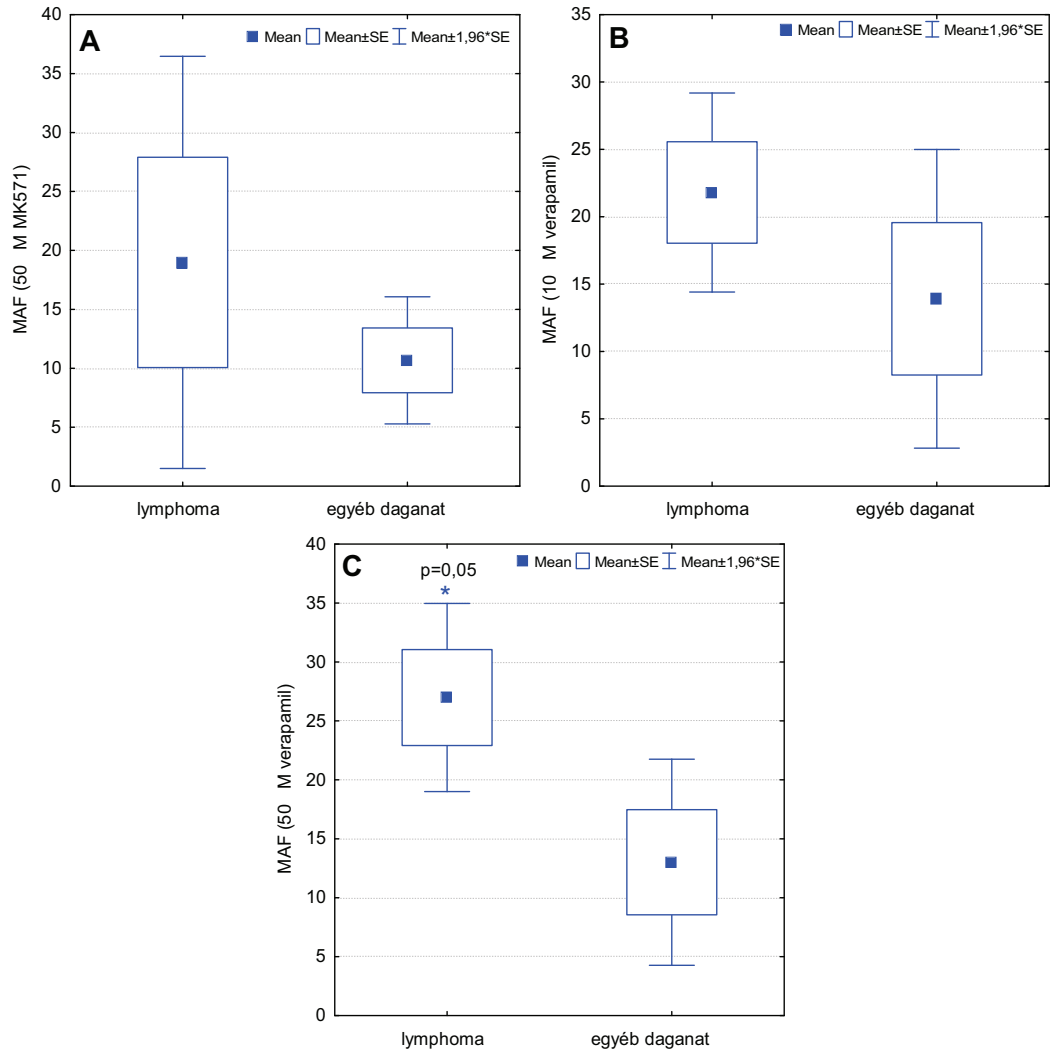 A
Mean Mean±SE Mean±1,96*SE
MAF (50 M MK571)
40
35
30
25
20
15
10
5
0
lymphoma egyéb daganat
B
Mean Mean±SE Mean±1,96*SE
MAF (10 M verapamil)
35
30
25
20
15
10
5
0
lymphoma egyéb daganat
C
Mean Mean±SE Mean±1,96*SE
p=0,05
*
MAF (50 M verapamil)
40
35
30
25
20
15
10
5
0
lymphoma egyéb daganat